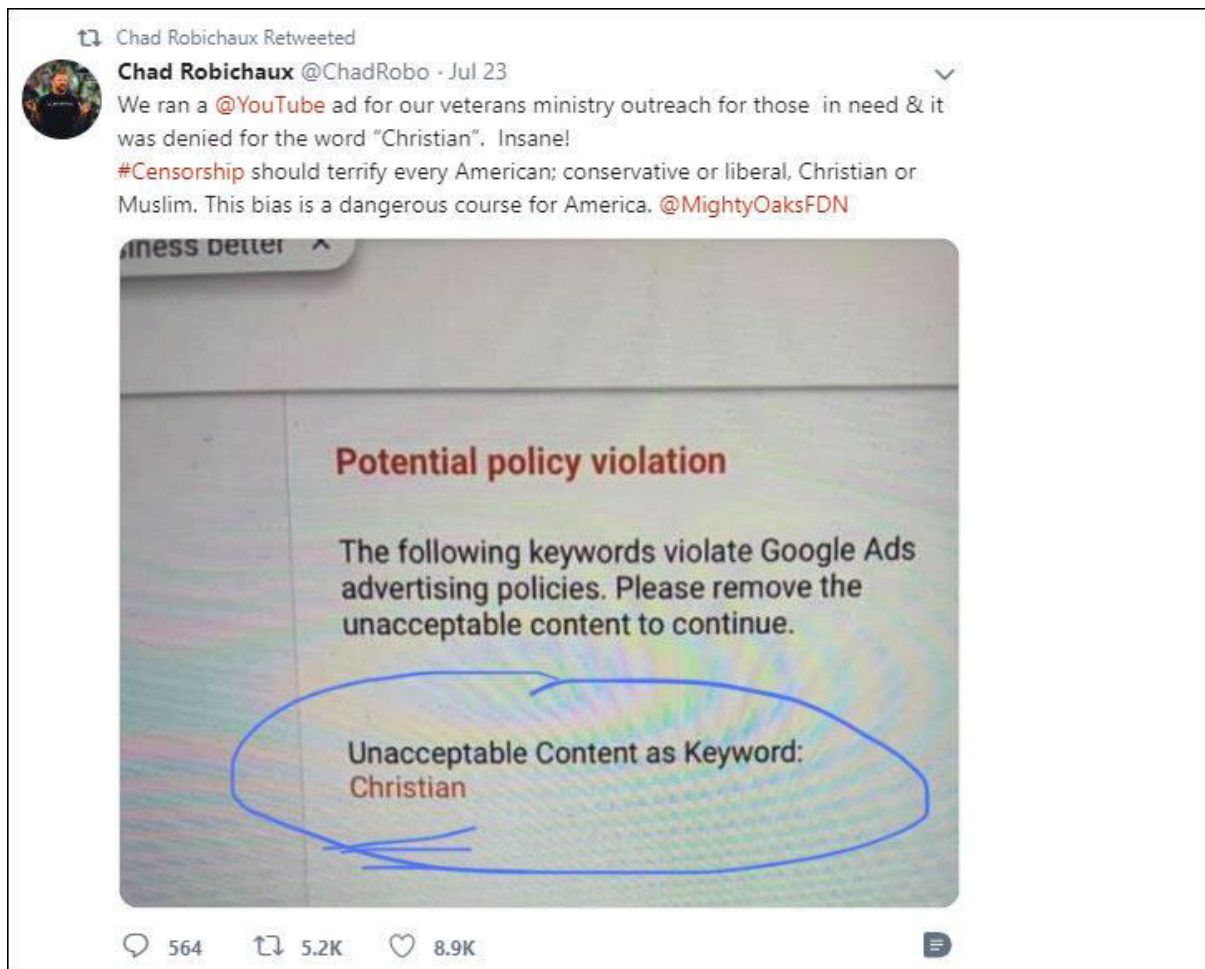 Chad Robichaux Retweeted
Chad Robichaux @ChadRobo · Jul 23
We ran a @YouTube ad for our veterans ministry outreach for those in need & it
was denied for the word “Christian”. Insane!
#Censorship should terrify every American; conservative or liberal, Christian or
Muslim. This bias is a dangerous course for America. @MightyOaksFDN
better
Potential policy violation
The following keywords violate Google Ads
advertising policies. Please remove the
unacceptable content to continue.
Unacceptable Content as Keyword:
Christian
564 5.2K 8.9K